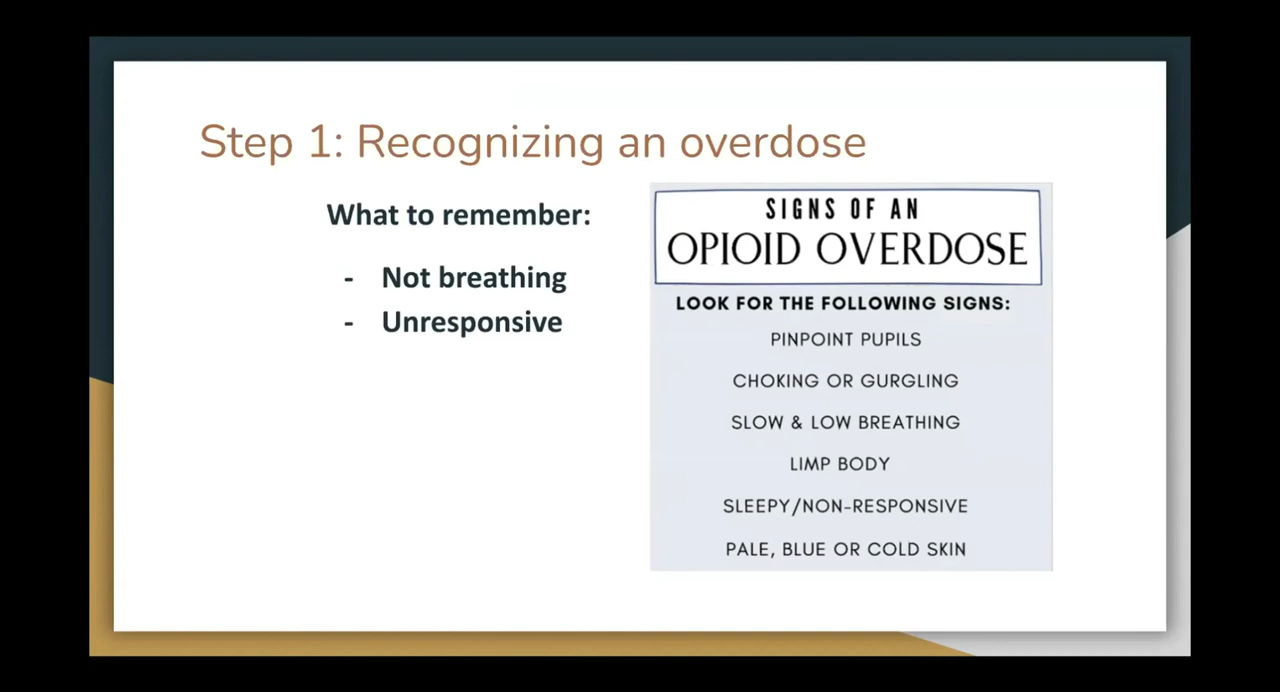 Step 1: Recognizing an overdose
What to remember:
- Not breathing
- Unresponsive
SIGNS OF AN
OPIOID OVERDOSE
LOOK FOR THE FOLLOWING SIGNS:
PINPOINT PUPILS
CHOKING OR GURGLING
SLOW & LOW BREATHING
LIMP BODY
SLEEPY/NON-RESPONSIVE
PALE, BLUE OR COLD SKIN